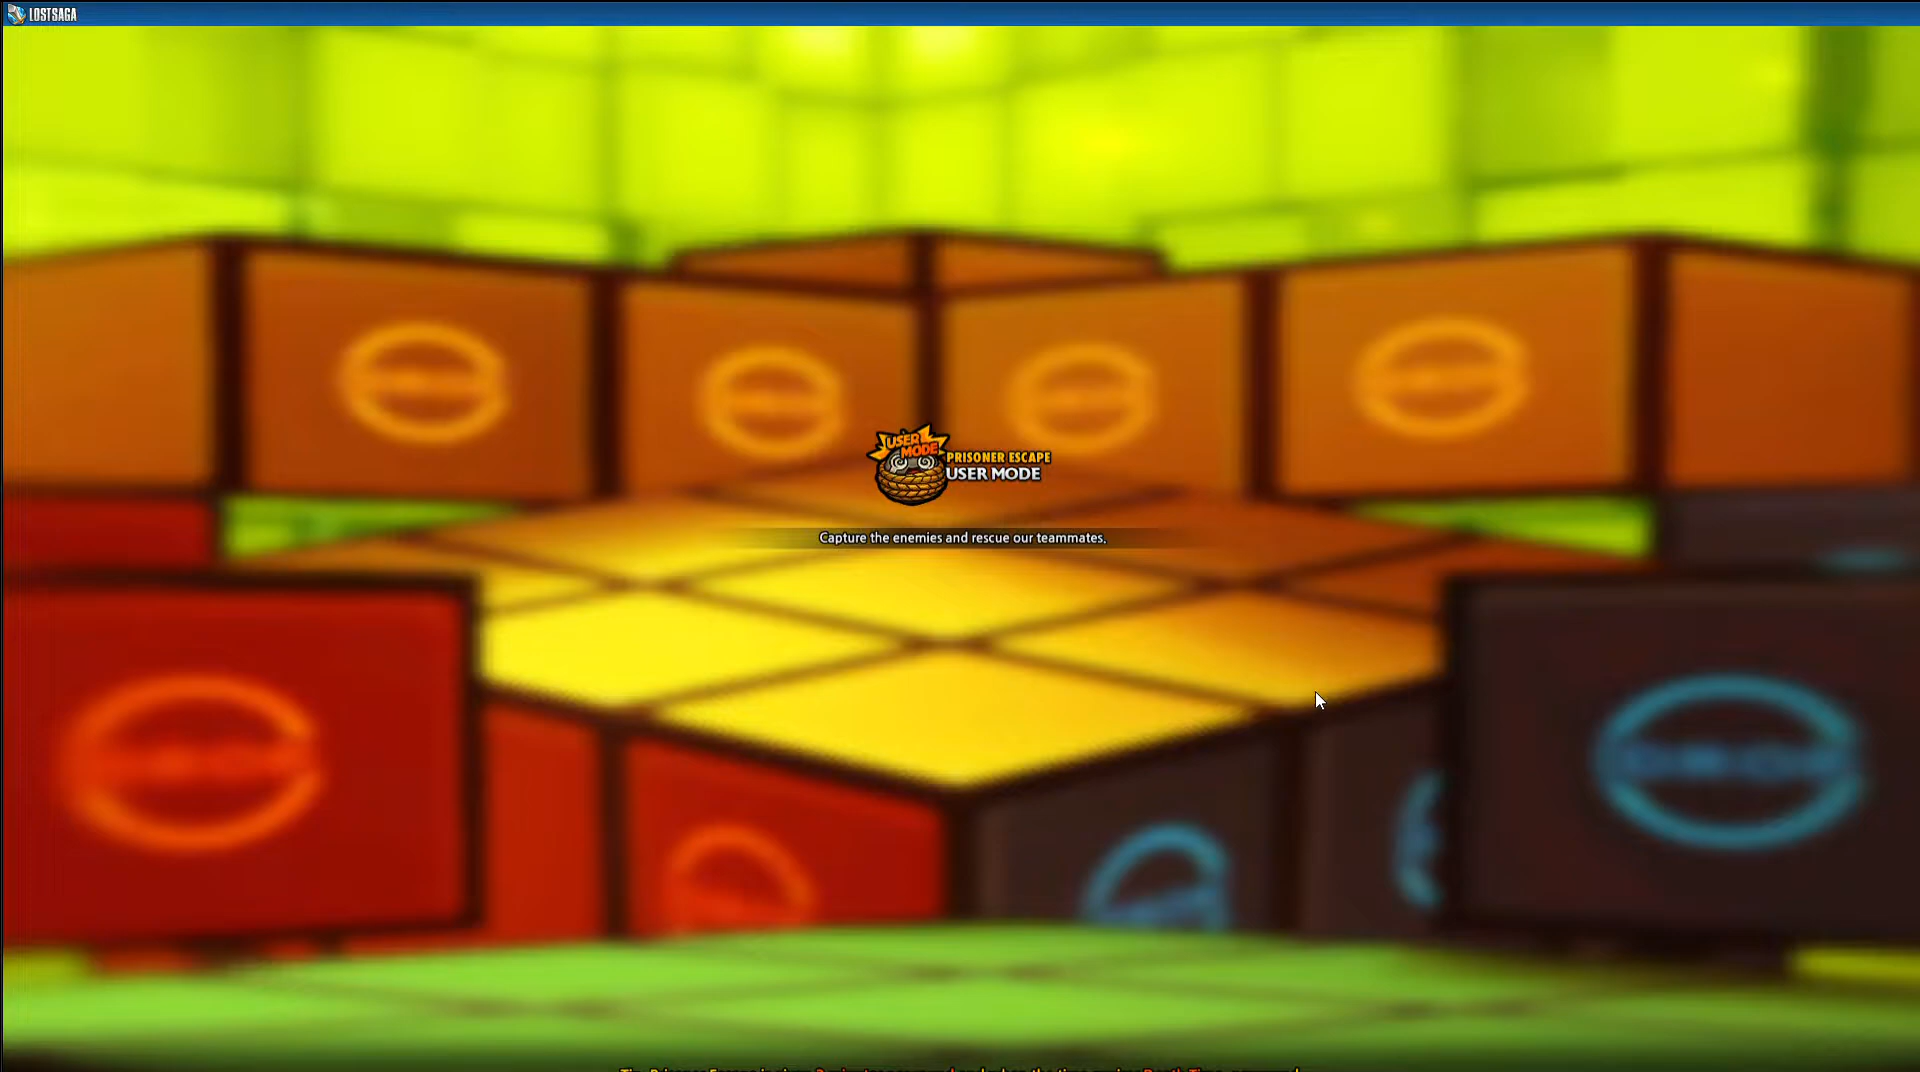 LOSTSAGA
USER
MODE
PRISONER ESCAPE
USER MODE
Capture the enemies and rescue our teammates.